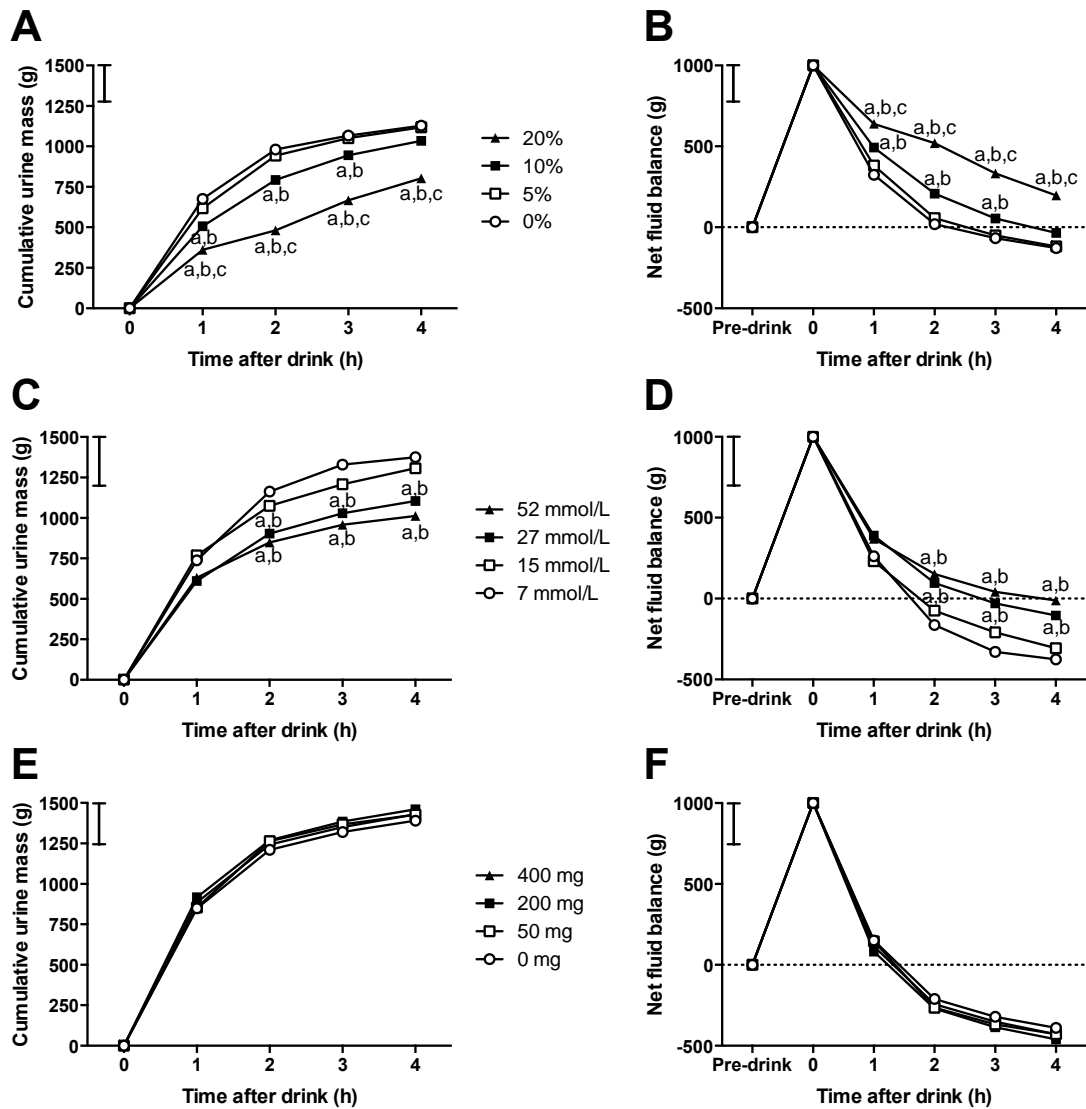 A
Cumulative urine mass (g)
1500
1250
1000
750
500
250
0
a,b
a,b
a,b
a,b,c
a,b,c
a,b,c
a,b,c
0 1 2 3 4
Time after drink (h)
20%
10%
5%
0%
B
Net fluid balance (g)
1000
500
0
-500
a,b,c
a,b,c
a,b,c
a,b,c
a,b
a,b
a,b
Pre-drink 0 1 2 3 4
Time after drink (h)
C
Cumulative urine mass (g)
1500
1250
1000
750
500
250
0
a,b
a,b
a,b
a,b
a,b
a,b
0 1 2 3 4
Time after drink (h)
52 mmol/L
27 mmol/L
15 mmol/L
7 mmol/L
D
Net fluid balance (g)
1000
500
0
-500
a,b
a,b
a,b
a,b
a,b
a,b
Pre-drink 0 1 2 3 4
Time after drink (h)
E
Cumulative urine mass (g)
1500
1250
1000
750
500
250
0
0 1 2 3 4
Time after drink (h)
400 mg
200 mg
50 mg
0 mg
F
Net fluid balance (g)
1000
500
0
-500
Pre-drink 0 1 2 3 4
Time after drink (h)